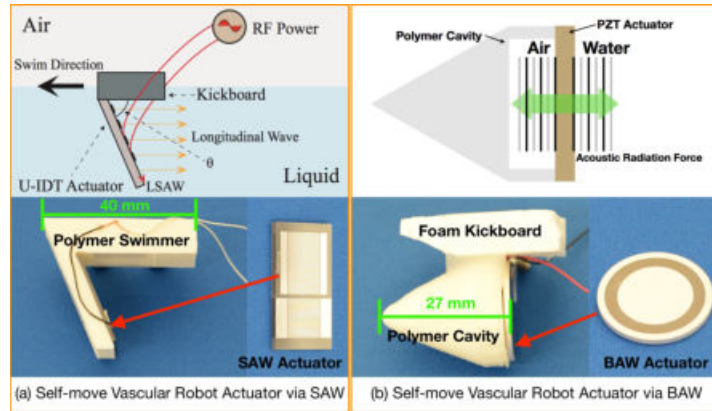 Air
RF Power
Swim Direction
Kickboard
Longitudinal Wave
θ
U-IDT Actuator
LSAW
Liquid
40 mm
Polymer Swimmer
SAW Actuator
(a) Self-move Vascular Robot Actuator via SAW
PZT Actuator
Polymer Cavity
Air Water
Acoustic Radiation Force
Foam Kickboard
27 mm
Polymer Cavity
BAW Actuator
(b) Self-move Vascular Robot Actuator via BAW